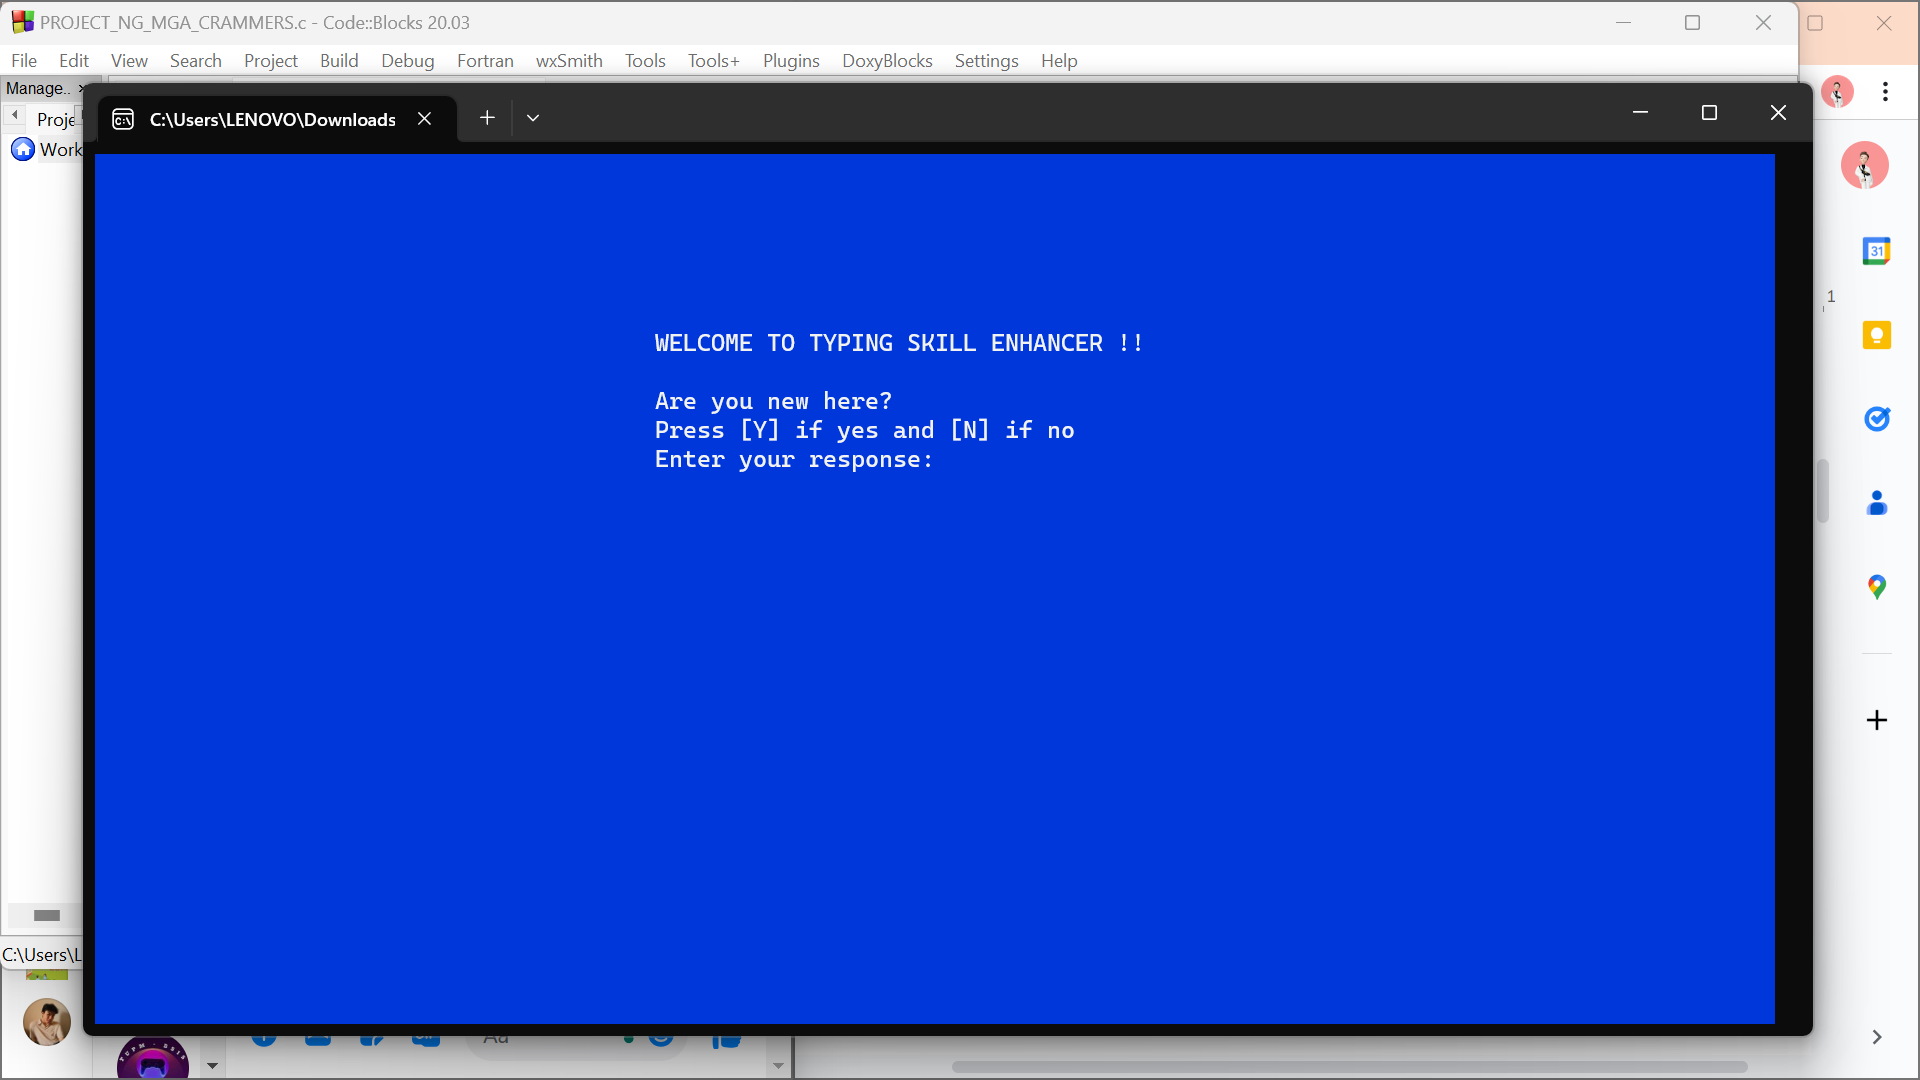 PROJECT_NG_MGA_CRAMMERS.c - Code::Blocks 20.03
File Edit View Search Project Build Debug Fortran wxSmith Tools Tools+ Plugins DoxyBlocks Settings Help
Manage..
C:\Users\LENOVO\Downloads
Proje
Work
31
1
WELCOME TO TYPING SKILL ENHANCER !!
Are you new here?
Press [Y] if yes and [N] if no
Enter your response:
C:\Users\L
Aa